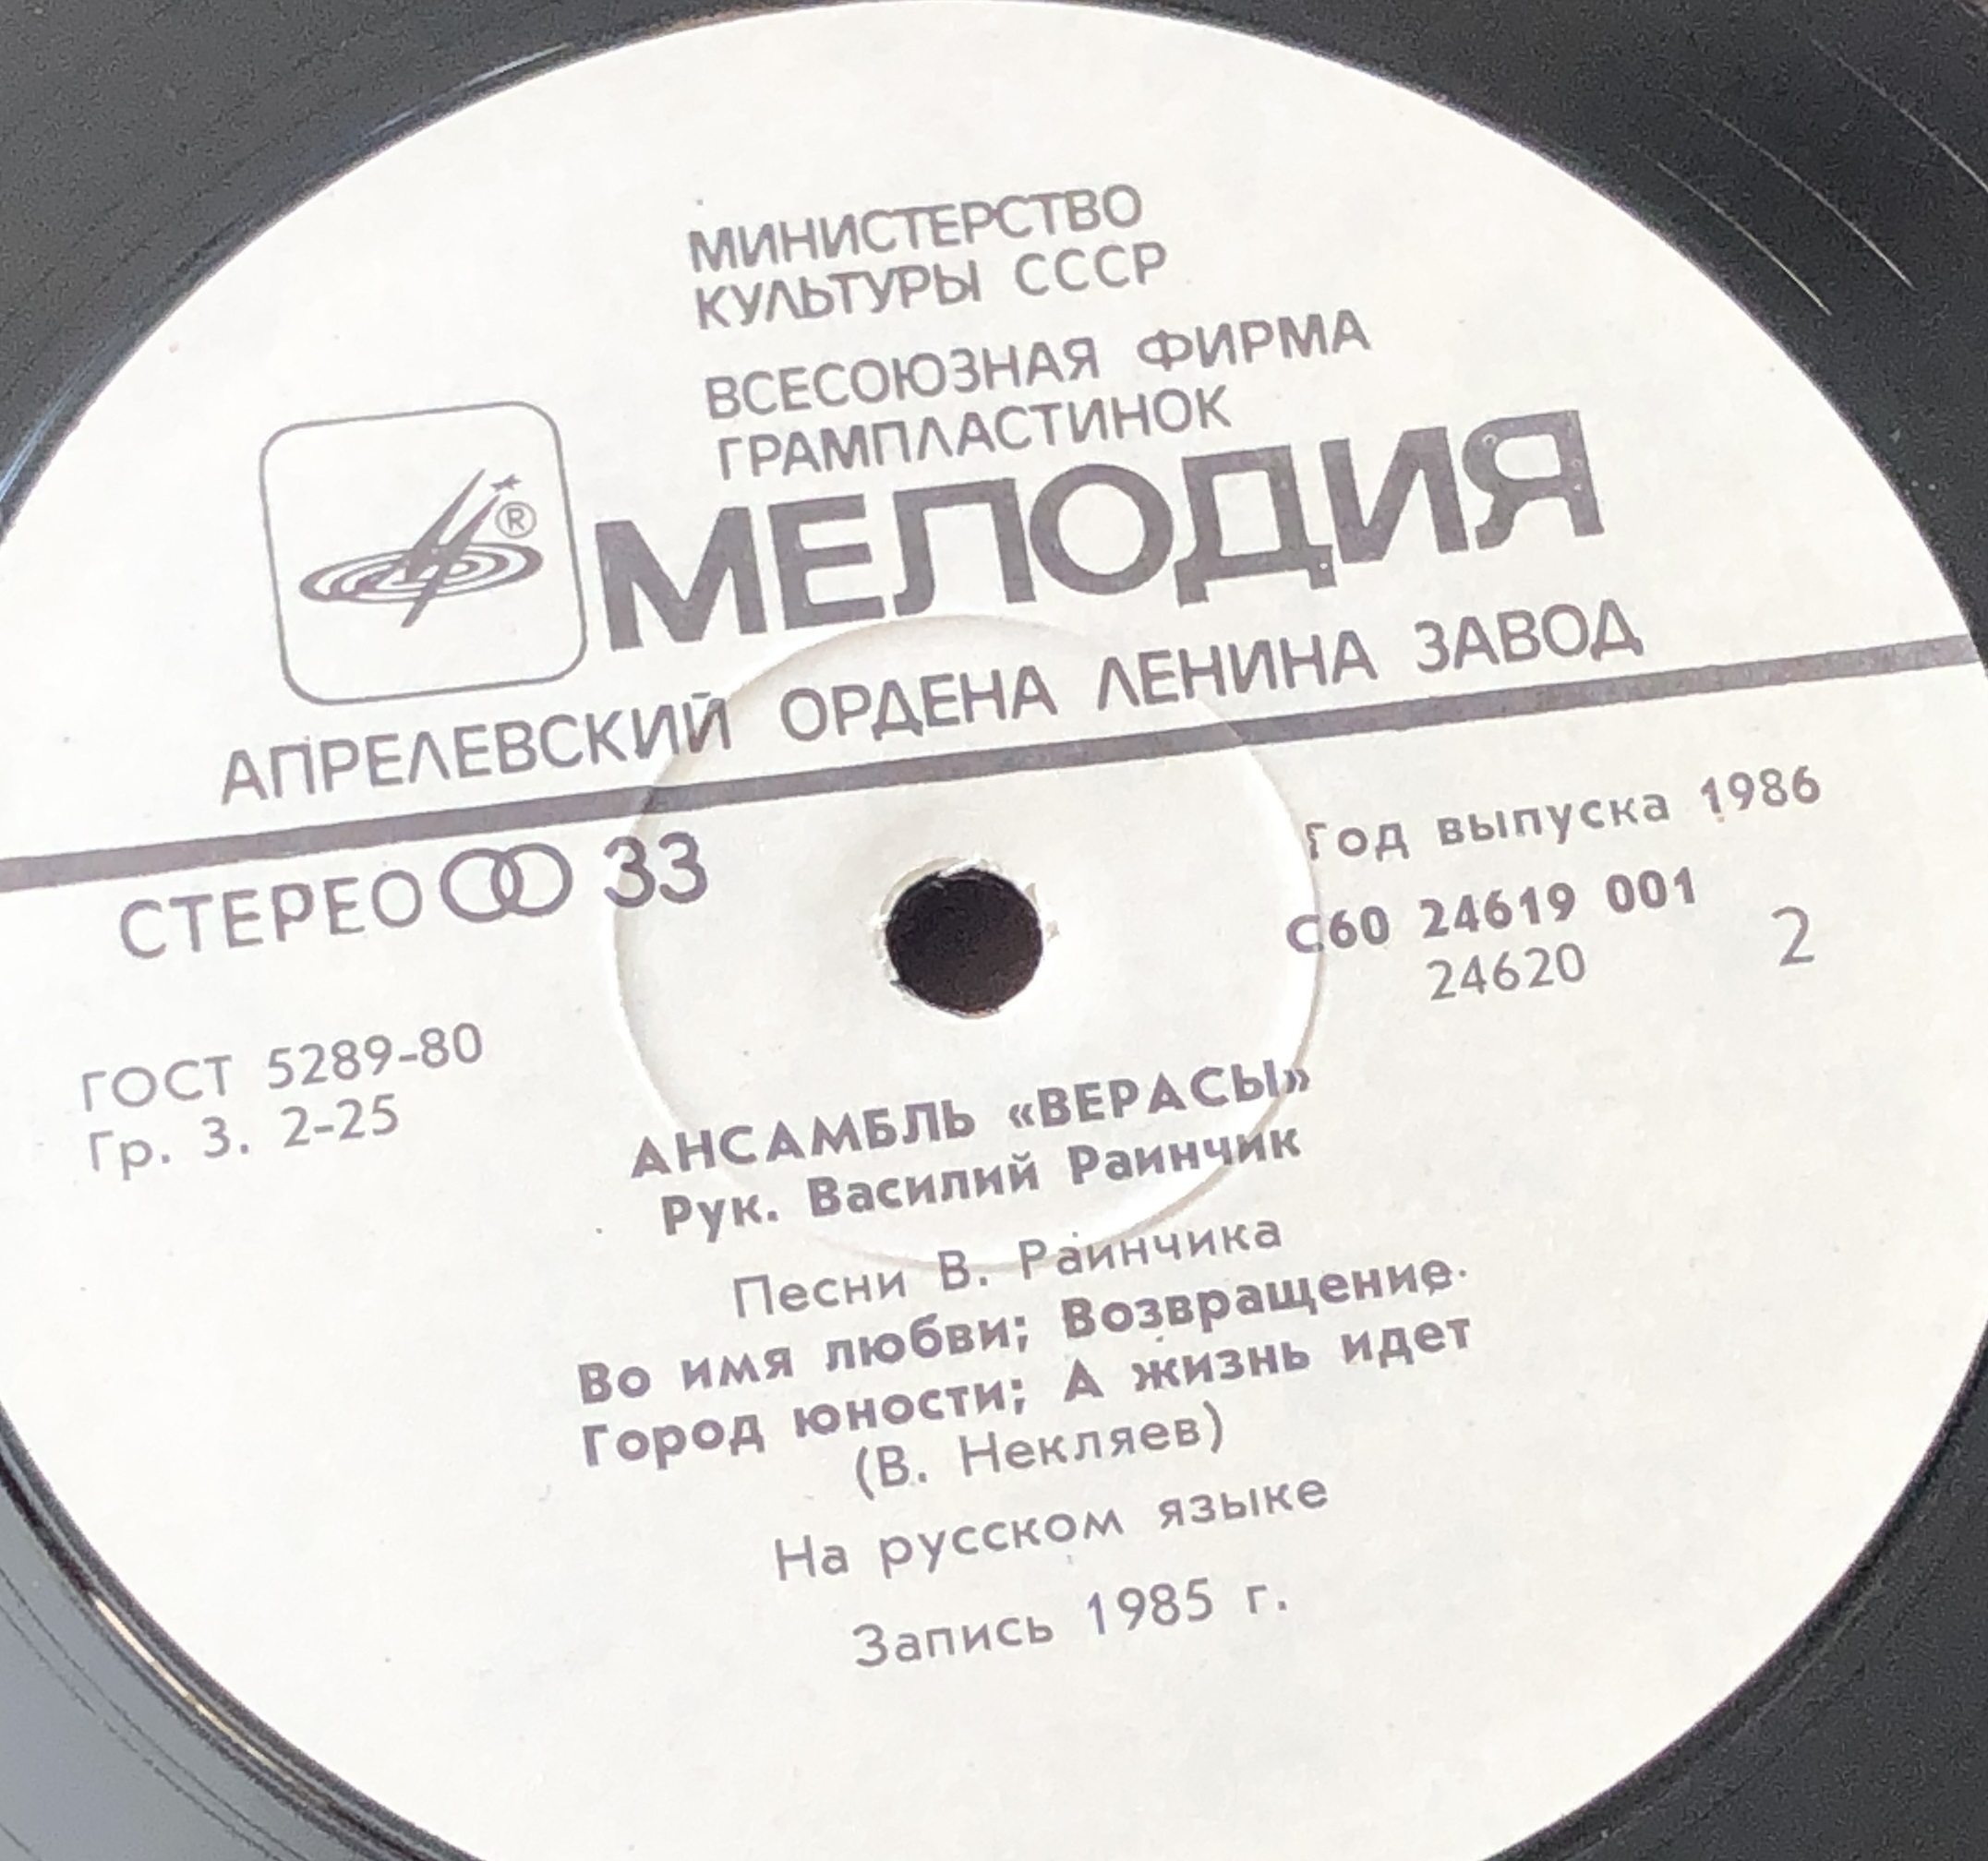 МИНИСТЕРСТВО
КУЛЬТУРЫ СССР
ВСЕСОЮЗНАЯ ФИРМА
ГРАМПЛАСТИНОК
®
МЕЛОДИЯ
АПРЕЛЕВСКИЙ ОРДЕНА ЛЕНИНА ЗАВОД
СТЕРЕО 33
Год выпуска 1986
С60 24619 001
24620
2
ГОСТ 5289-80
Гр. 3. 2-25
АНСАМБЛЬ «ВЕРАСЫ»
Рук. Василий Раинчик
Песни В. Раинчика
Во имя любви; Возвращение.
Город юности; А жизнь идет
(В. Некляев)
На русском языке
Запись 1985 г.